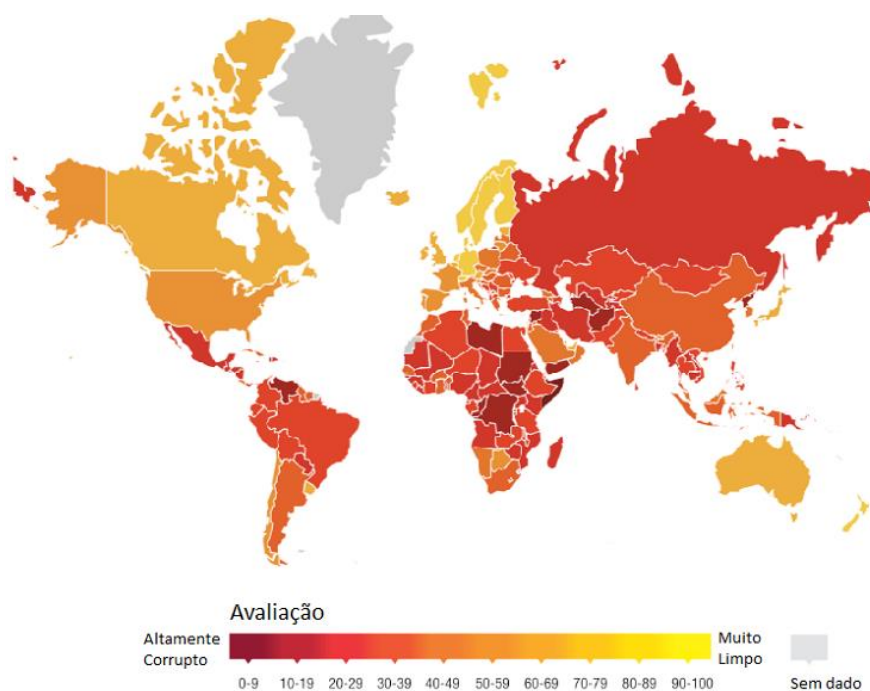 Avaliação
Altamente Corrupto
Muito Limpo
0-9 10-19 20-29 30-39 40-49 50-59 60-69 70-79 80-89 90-100
Sem dado